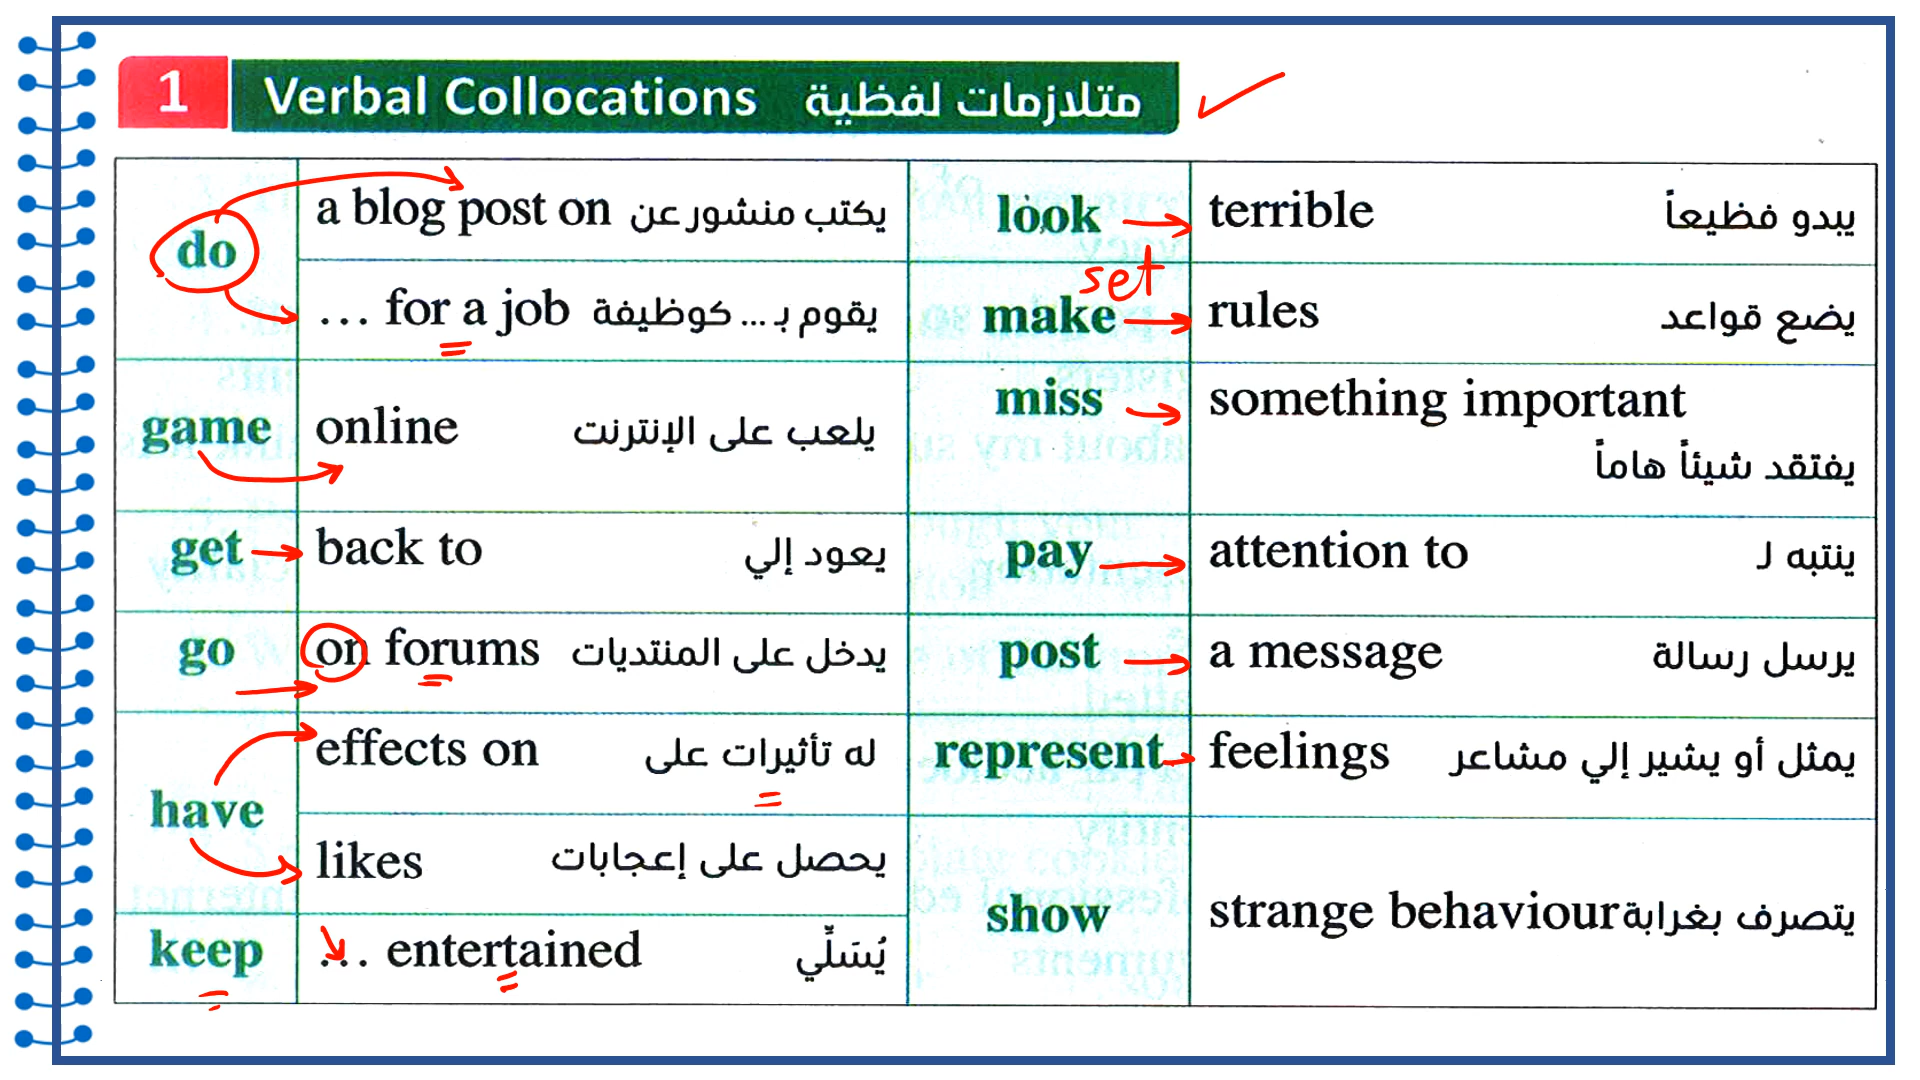 1 Verbal Collocations متلازمات لفظية
do
a blog post on يكتب منشور عن
... for a job يقوم بـ ... كوظيفة
game online يلعب على الإنترنت
get back to يعود إلي
go on forums يدخل على المنتديات
have
effects on له تأثيرات على
likes يحصل على إعجابات
keep ... entertained يُسَلِّي
look terrible يبدو فظيعاً
set
make rules يضع قواعد
miss something important
يفتقد شيئاً هاماً
pay attention to ينتبه لـ
post a message يرسل رسالة
represent feelings يمثل أو يشير إلي مشاعر
show strange behaviour يتصرف بغرابة